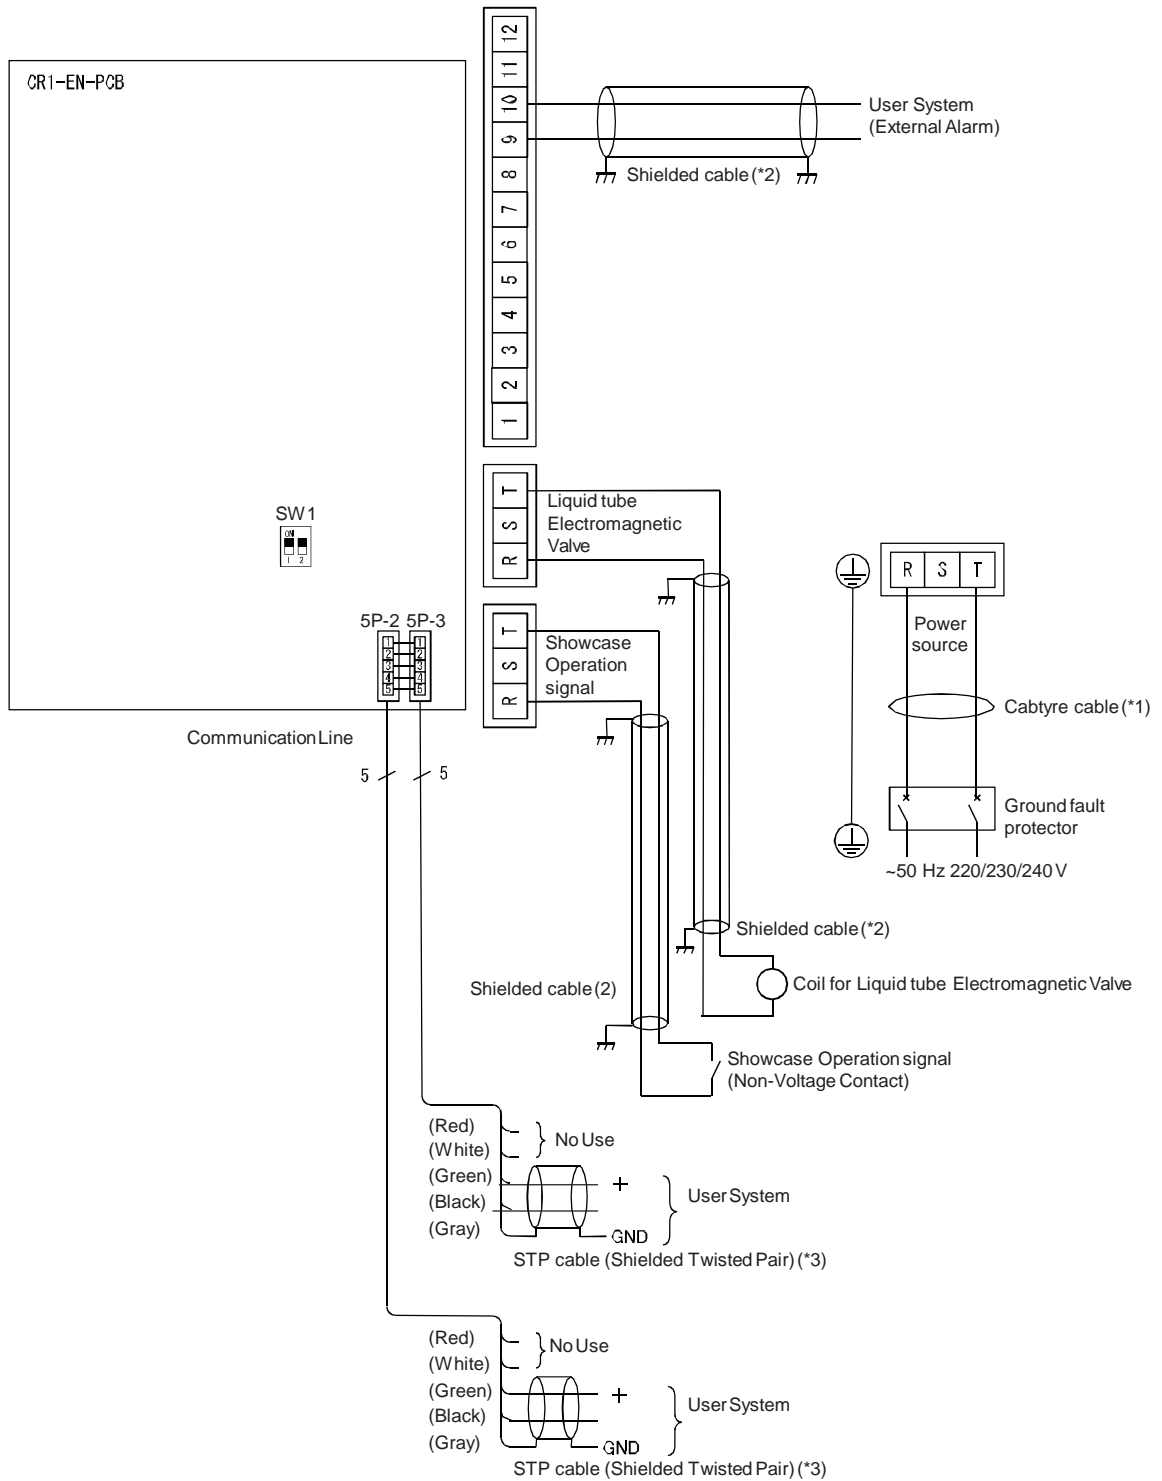 CR1-EN-PCB
12
11
10
9
8
7
6
5
4
3
2
1
User System
(External Alarm)
Shielded cable (*2)
T
S
R
Liquid tube
Electromagnetic
Valve
SW1
ON
1 2
5P-2 5P-3
1 1
2 2
3 3
4 4
5 5
T
S
R
Showcase
Operation
signal
R S T
Power
source
Cabtyre cable (*1)
Ground fault
protector
~50 Hz 220/230/240 V
Communication Line
5 5
Shielded cable (*2)
Coil for Liquid tube Electromagnetic Valve
Shielded cable (2)
Showcase Operation signal
(Non-Voltage Contact)
(Red)
(White)
(Green)
(Black)
(Gray)
No Use
+
GND
User System
STP cable (Shielded Twisted Pair) (*3)
(Red)
(White)
(Green)
(Black)
(Gray)
No Use
+
GND
User System
STP cable (Shielded Twisted Pair) (*3)